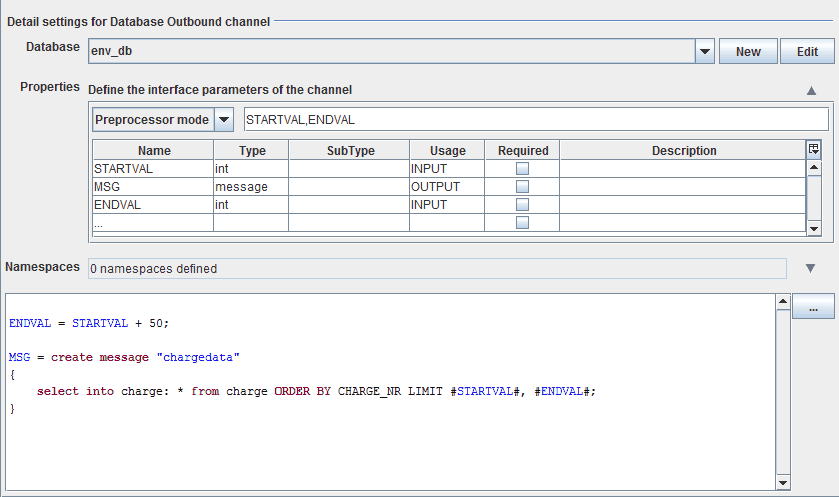 Detail settings for Database Outbound channel
Database env_db New Edit
Properties Define the interface parameters of the channel
Preprocessor mode STARTVAL,ENDVAL
Name Type SubType Usage Required Description
STARTVAL int INPUT
MSG message OUTPUT
ENDVAL int INPUT
...
Namespaces 0 namespaces defined
...
ENDVAL = STARTVAL + 50;
MSG = create message "chargedata"
{
select into charge: * from charge ORDER BY CHARGE_NR LIMIT #STARTVAL#, #ENDVAL#;
}